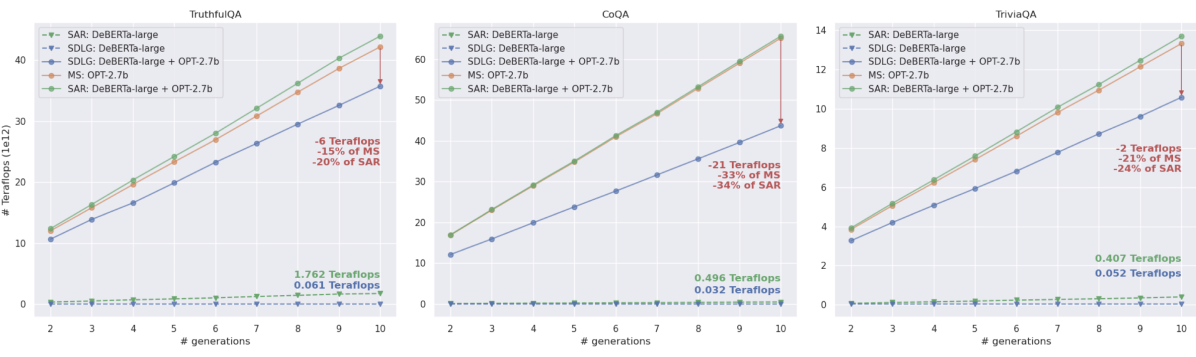 TruthfulQA
SAR: DeBERTa-large
SDLG: DeBERTa-large
SDLG: DeBERTa-large + OPT-2.7b
MS: OPT-2.7b
SAR: DeBERTa-large + OPT-2.7b
# Teraflops (1e12)
40
30
20
10
0
-6 Teraflops
-15% of MS
-20% of SAR
1.762 Teraflops
0.061 Teraflops
2 3 4 5 6 7 8 9 10
# generations
CoQA
SAR: DeBERTa-large
SDLG: DeBERTa-large
SDLG: DeBERTa-large + OPT-2.7b
MS: OPT-2.7b
SAR: DeBERTa-large + OPT-2.7b
60
50
40
30
20
10
0
-21 Teraflops
-33% of MS
-34% of SAR
0.496 Teraflops
0.032 Teraflops
2 3 4 5 6 7 8 9 10
# generations
TriviaQA
SAR: DeBERTa-large
SDLG: DeBERTa-large
SDLG: DeBERTa-large + OPT-2.7b
MS: OPT-2.7b
SAR: DeBERTa-large + OPT-2.7b
14
12
10
8
6
4
2
0
-2 Teraflops
-21% of MS
-24% of SAR
0.407 Teraflops
0.052 Teraflops
2 3 4 5 6 7 8 9 10
# generations